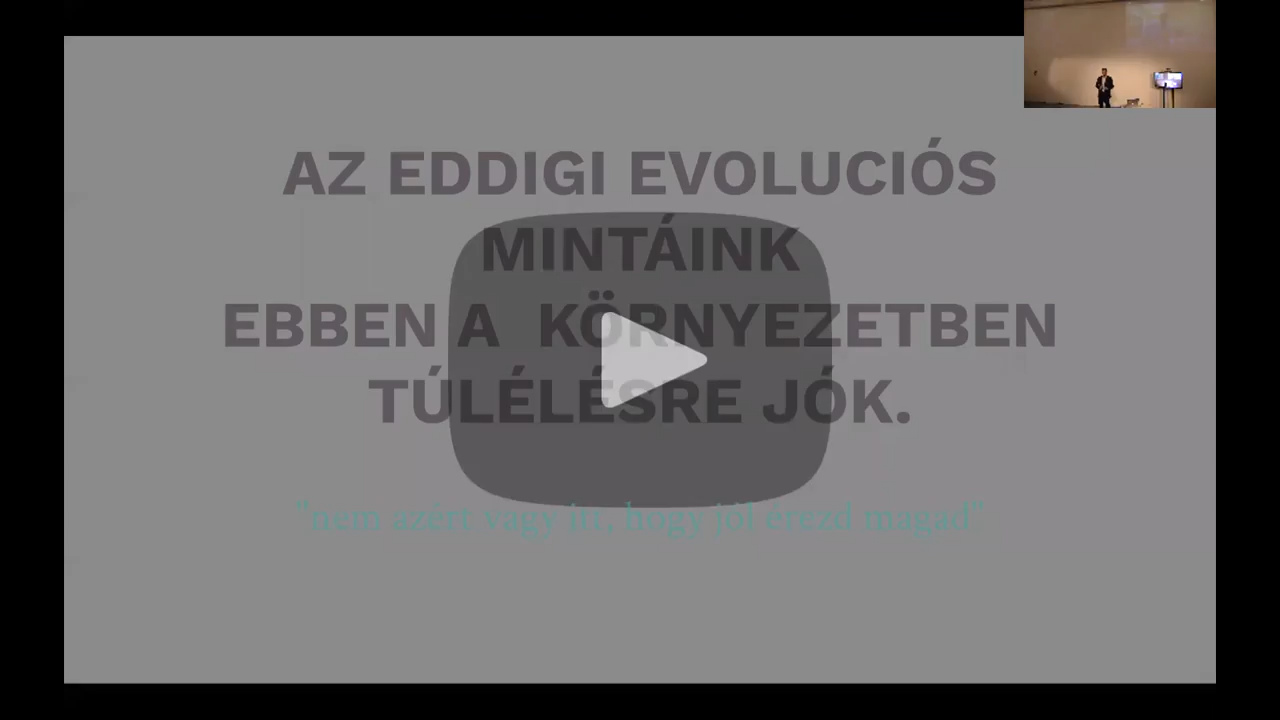 AZ EDDIGI EVOLUCIÓS
MINTÁINK
EBBEN A KÖRNYEZETBEN
TÚLÉLÉSRE JÓK.
"nem azért vagy itt, hogy jól érezd magad"